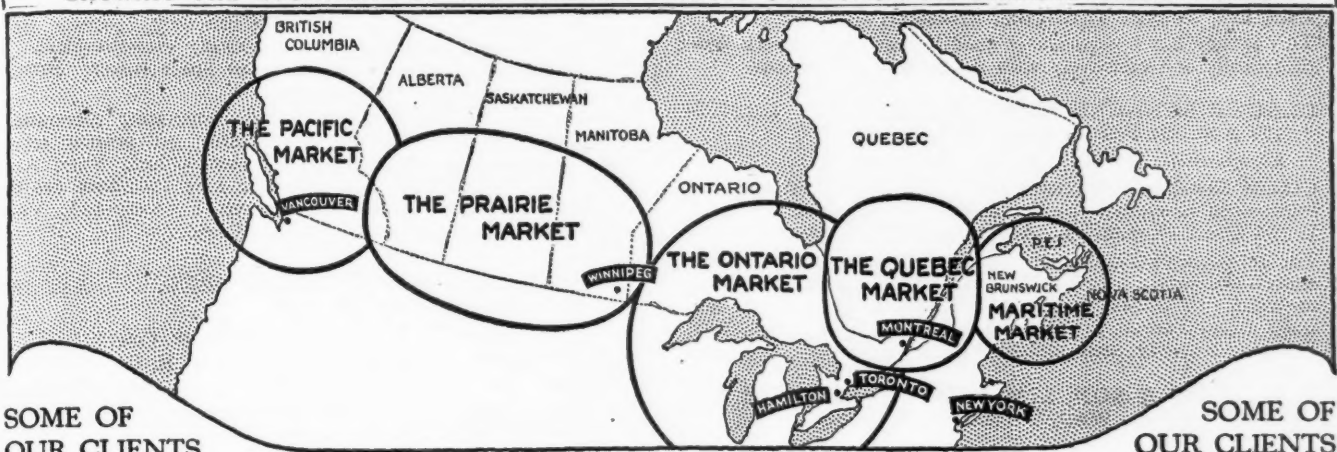 BRITISH
COLUMBIA
ALBERTA
SASKATCHEWAN
MANITOBA
ONTARIO
QUEBEC
THE PACIFIC
MARKET
VANCOUVER
THE PRAIRIE
MARKET
WINNIPEG
THE ONTARIO
MARKET
THE QUEBEC
MARKET
MONTREAL
P.E.I.
NEW
BRUNSWICK
NOVA SCOTIA
MARITIME
MARKET
TORONTO
HAMILTON
NEW YORK
SOME OF
OUR CLIENTS
SOME OF
OUR CLIENTS